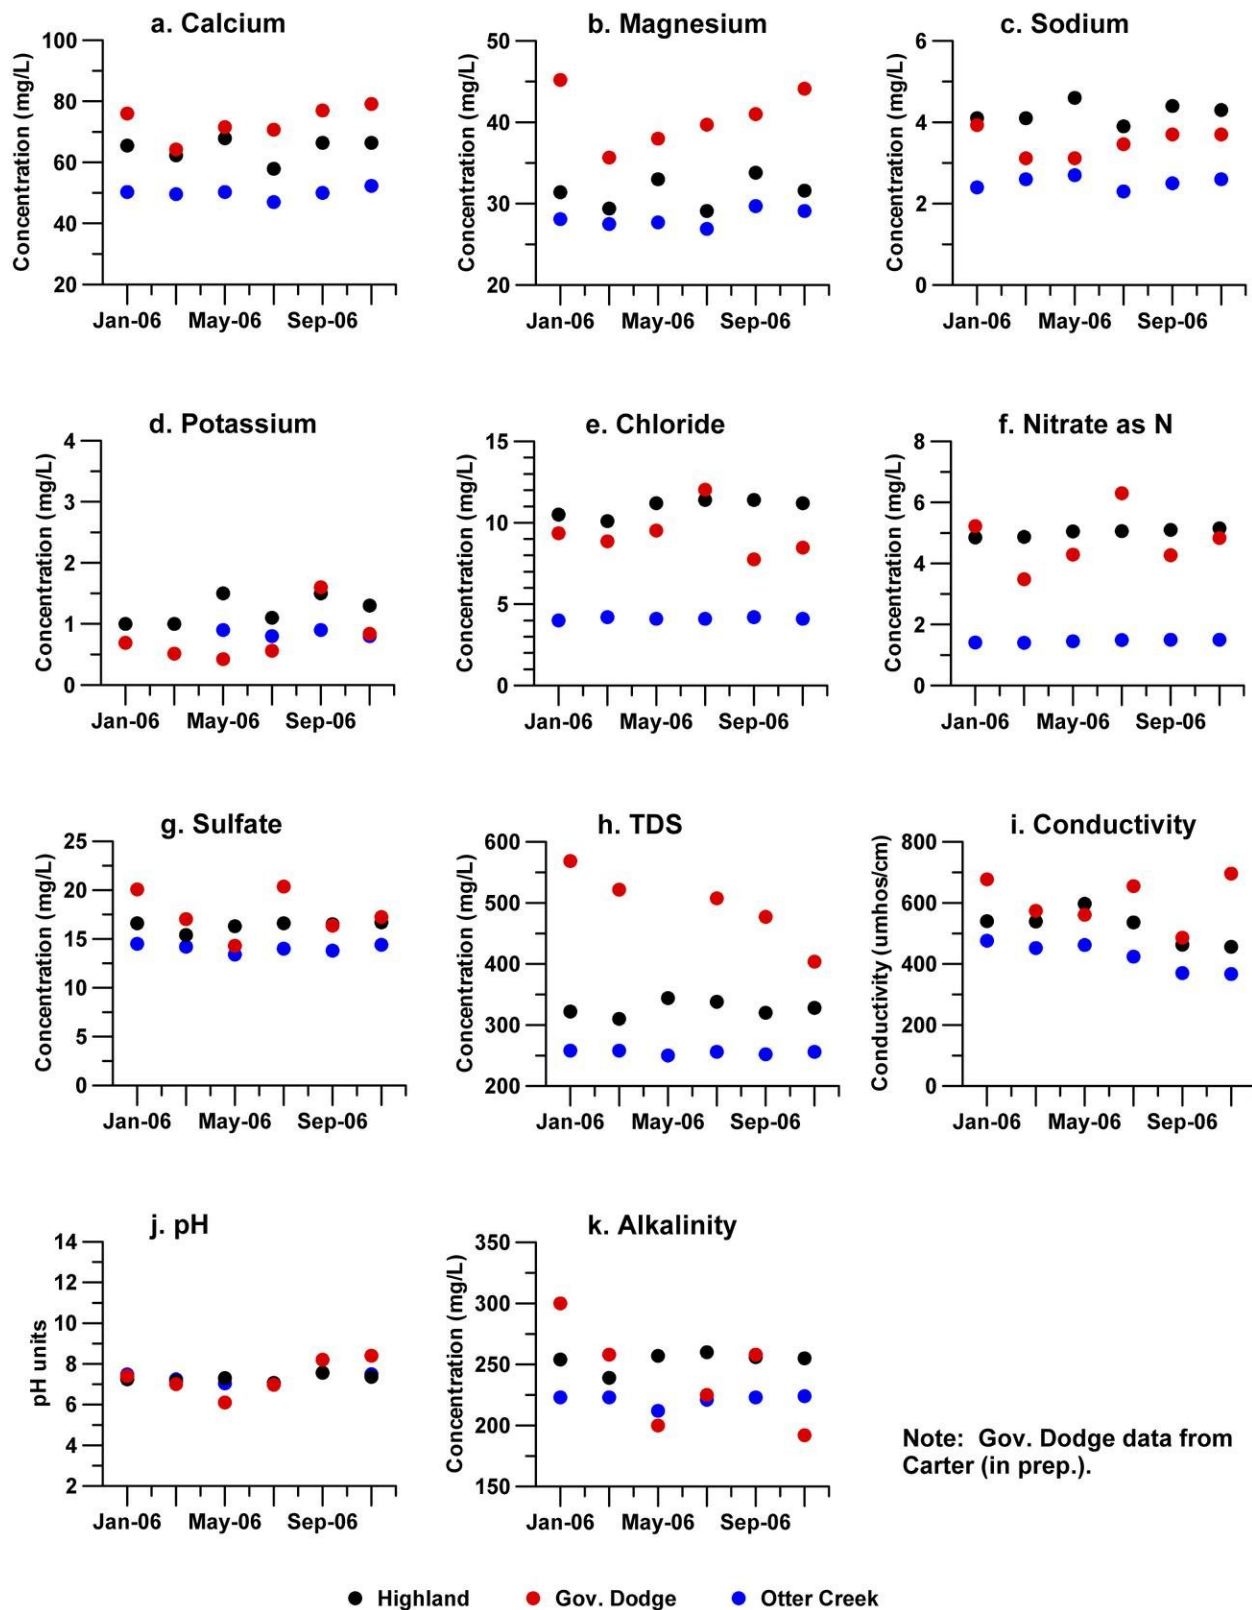 a. Calcium
Concentration (mg/L)
100
80
60
40
20
Jan-06 May-06 Sep-06
b. Magnesium
Concentration (mg/L)
50
40
30
20
Jan-06 May-06 Sep-06
c. Sodium
Concentration (mg/L)
6
4
2
0
Jan-06 May-06 Sep-06
d. Potassium
Concentration (mg/L)
4
3
2
1
0
Jan-06 May-06 Sep-06
e. Chloride
Concentration (mg/L)
15
10
5
0
Jan-06 May-06 Sep-06
f. Nitrate as N
Concentration (mg/L)
8
6
4
2
0
Jan-06 May-06 Sep-06
g. Sulfate
Concentration (mg/L)
25
20
15
10
5
0
Jan-06 May-06 Sep-06
h. TDS
Concentration (mg/L)
600
500
400
300
200
Jan-06 May-06 Sep-06
i. Conductivity
Conductivity (umhos/cm)
800
600
400
200
0
Jan-06 May-06 Sep-06
j. pH
pH units
14
12
10
8
6
4
2
Jan-06 May-06 Sep-06
k. Alkalinity
Concentration (mg/L)
350
300
250
200
150
Jan-06 May-06 Sep-06
Note: Gov. Dodge data from
Carter (in prep.).
Highland Gov. Dodge Otter Creek